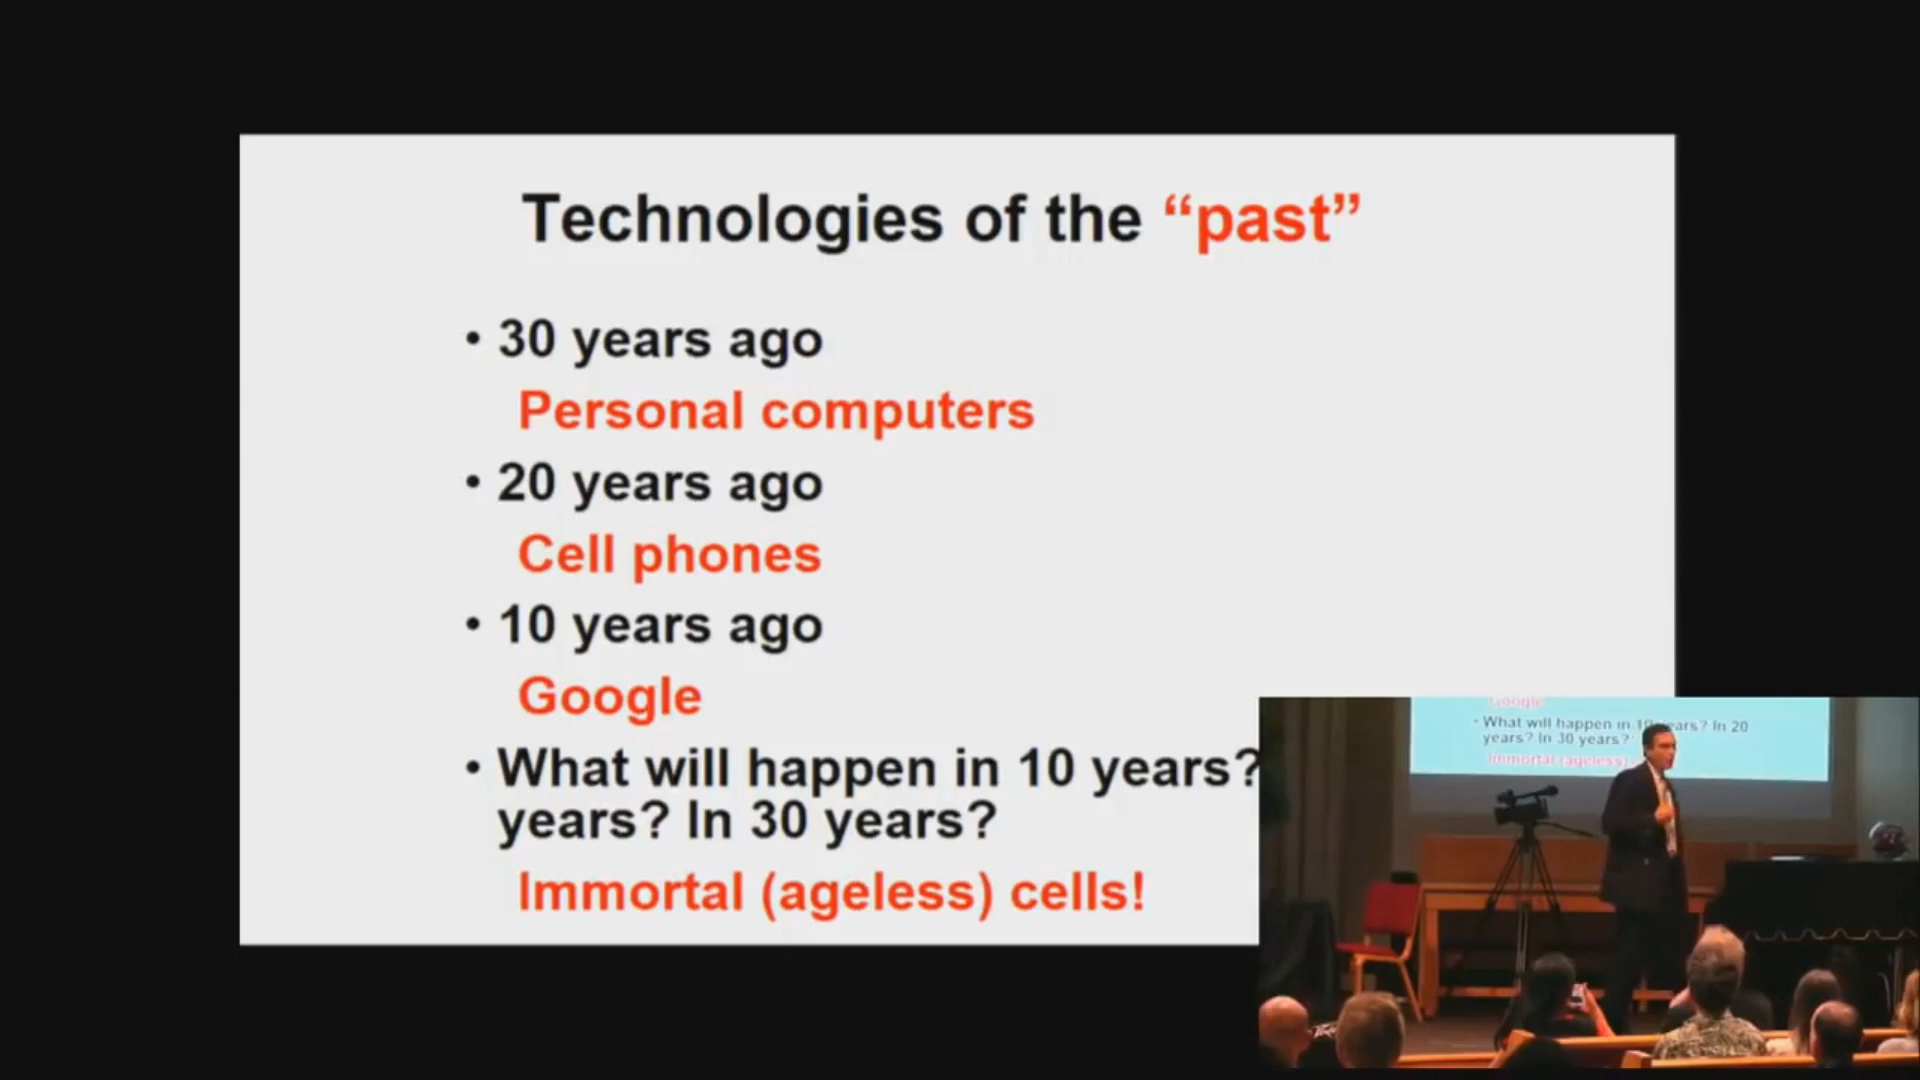 Technologies of the “past”
• 30 years ago
Personal computers
• 20 years ago
Cell phones
• 10 years ago
Google
• What will happen in 10 years?
years? In 30 years?
Immortal (ageless) cells!
Google
• What will happen in 10 years? In 20
years? In 30 years?
Immortal (ageless)